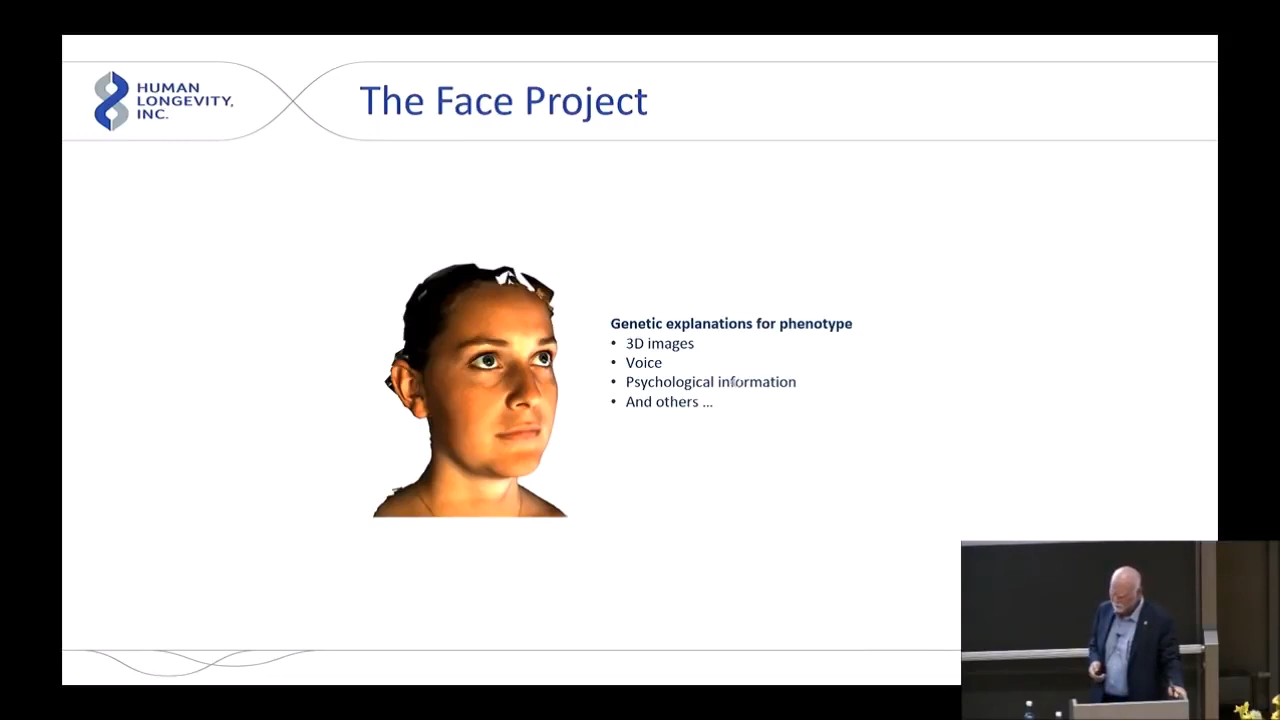 HUMAN
LONGEVITY,
INC.
The Face Project
Genetic explanations for phenotype
• 3D images
• Voice
• Psychological information
• And others ...